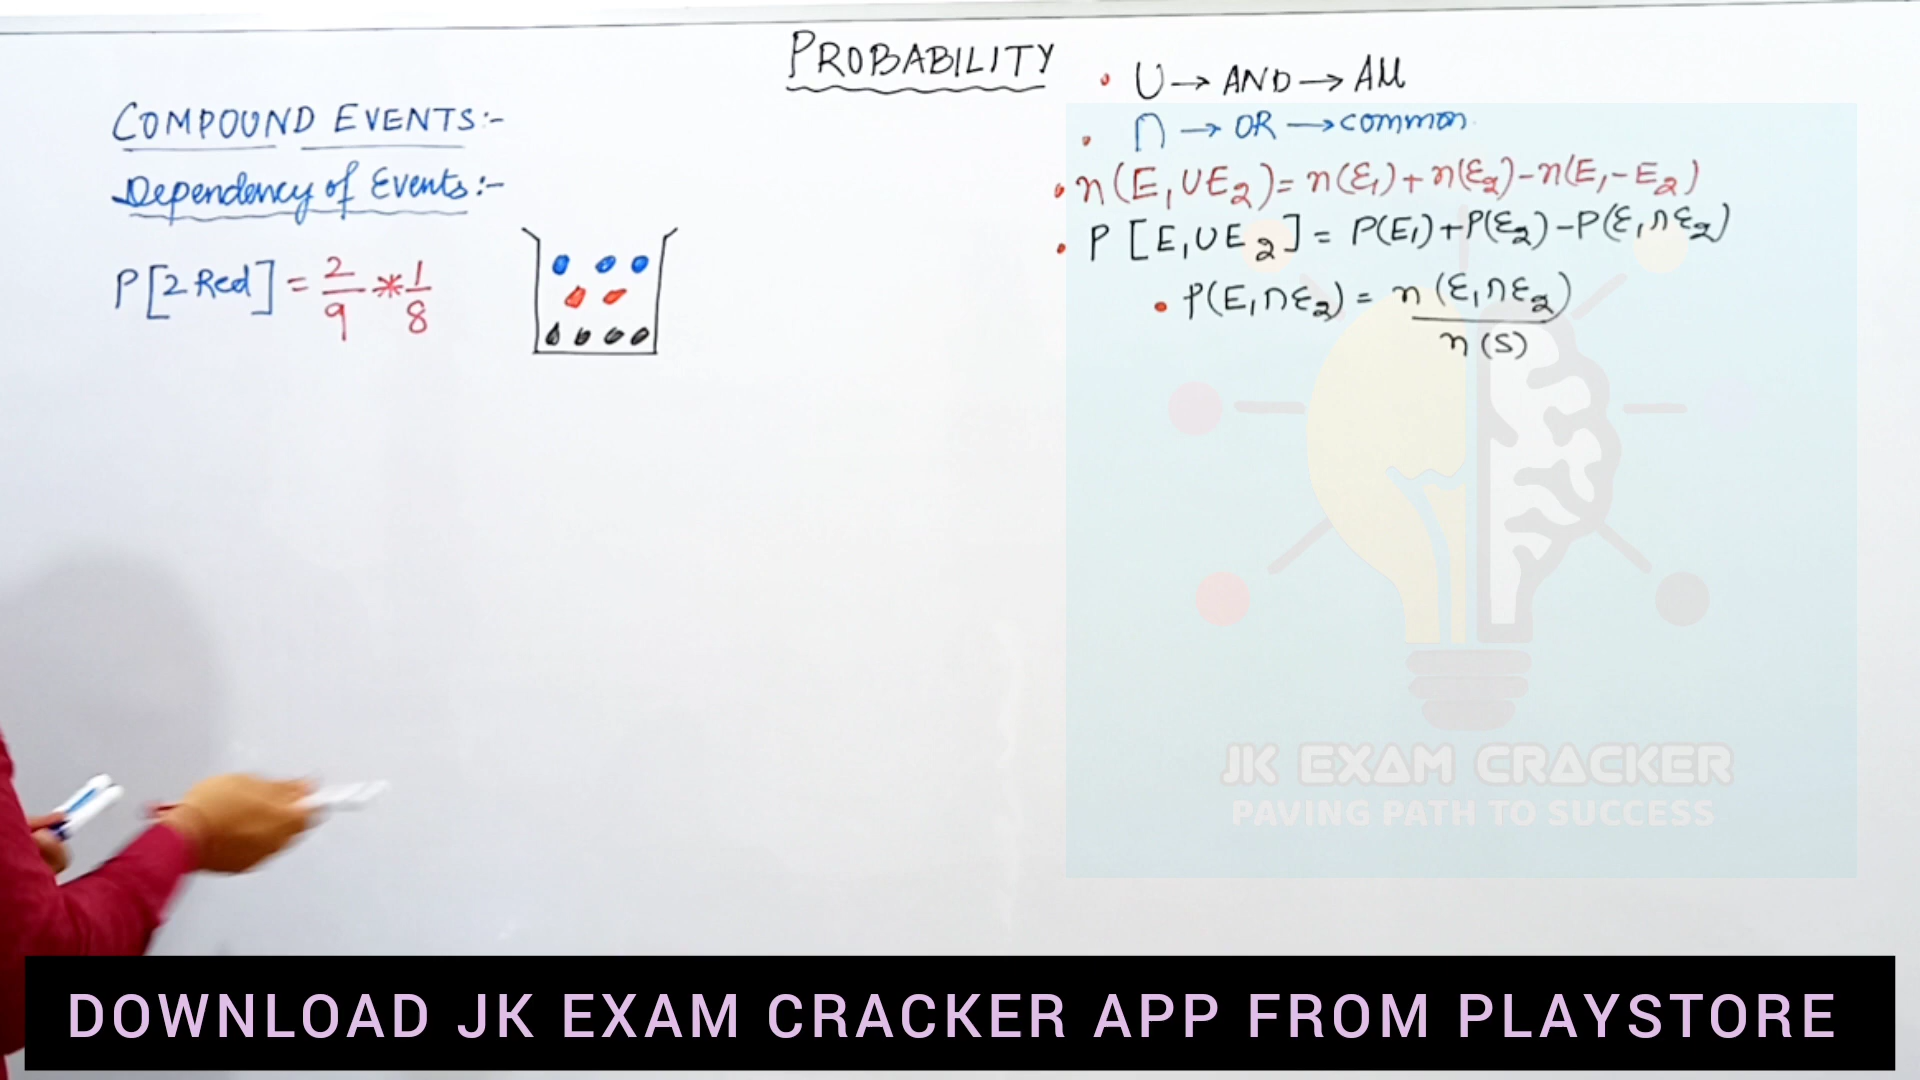 PROBABILITY
COMPOUND EVENTS:-
Dependency of Events:-
P[2 Red] = 2/9 * 1/8
• U → AND → All
• ∩ → OR → common.
• n(E₁∪E₂)= n(E₁)+n(E₂)-n(E₁-E₂)
• P[E₁∪E₂] = P(E₁)+P(E₂)-P(E₁∩E₂)
• P(E₁∩E₂) = n(E₁∩E₂)/n(S)
JK EXAM CRACKER
PAVING PATH TO SUCCESS
DOWNLOAD JK EXAM CRACKER APP FROM PLAYSTORE